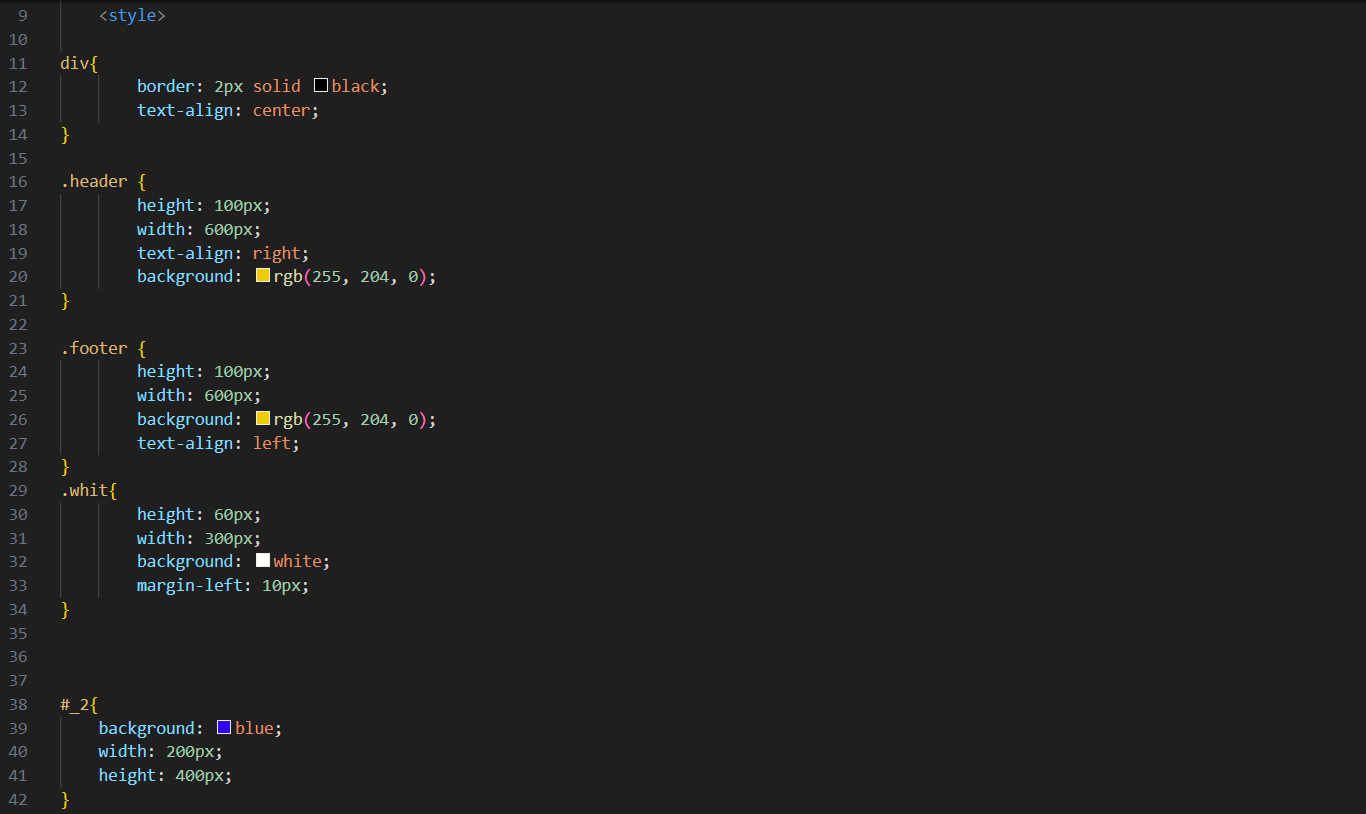 9 <style>
10
11 div{
12 border: 2px solid black;
13 text-align: center;
14 }
15
16 .header {
17 height: 100px;
18 width: 600px;
19 text-align: right;
20 background: rgb(255, 204, 0);
21 }
22
23 .footer {
24 height: 100px;
25 width: 600px;
26 background: rgb(255, 204, 0);
27 text-align: left;
28 }
29 .whit{
30 height: 60px;
31 width: 300px;
32 background: white;
33 margin-left: 10px;
34 }
35
36
37
38 #_2{
39 background: blue;
40 width: 200px;
41 height: 400px;
42 }